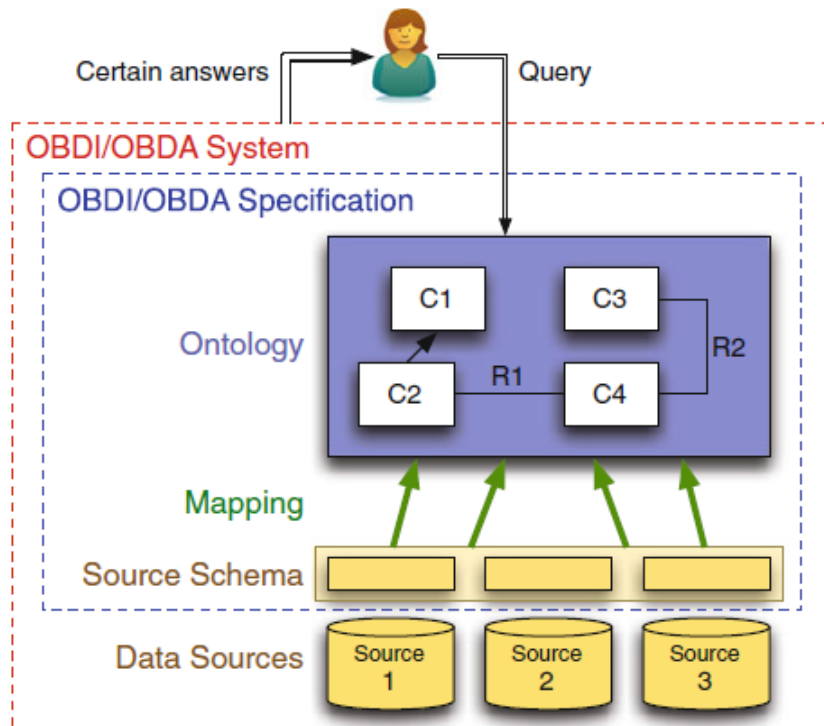 Certain answers
Query
OBDI/OBDA System
OBDI/OBDA Specification
Ontology
C1
C3
C2
R1
C4
R2
Mapping
Source Schema
Data Sources
Source
1
Source
2
Source
3